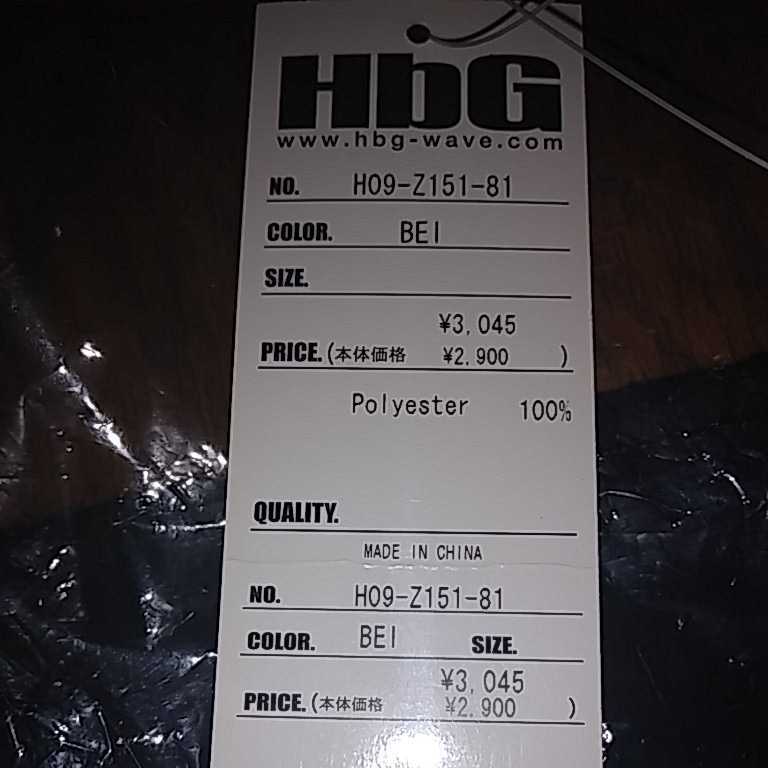 HbG
www.hbg-wave.com
NO. H09-Z151-81
COLOR. BEI
SIZE.
¥3,045
PRICE.(本体価格 ¥2,900 )
Polyester 100%
QUALITY.
MADE IN CHINA
NO. H09-Z151-81
COLOR. BEI SIZE.
¥3,045
PRICE.(本体価格 ¥2,900 )